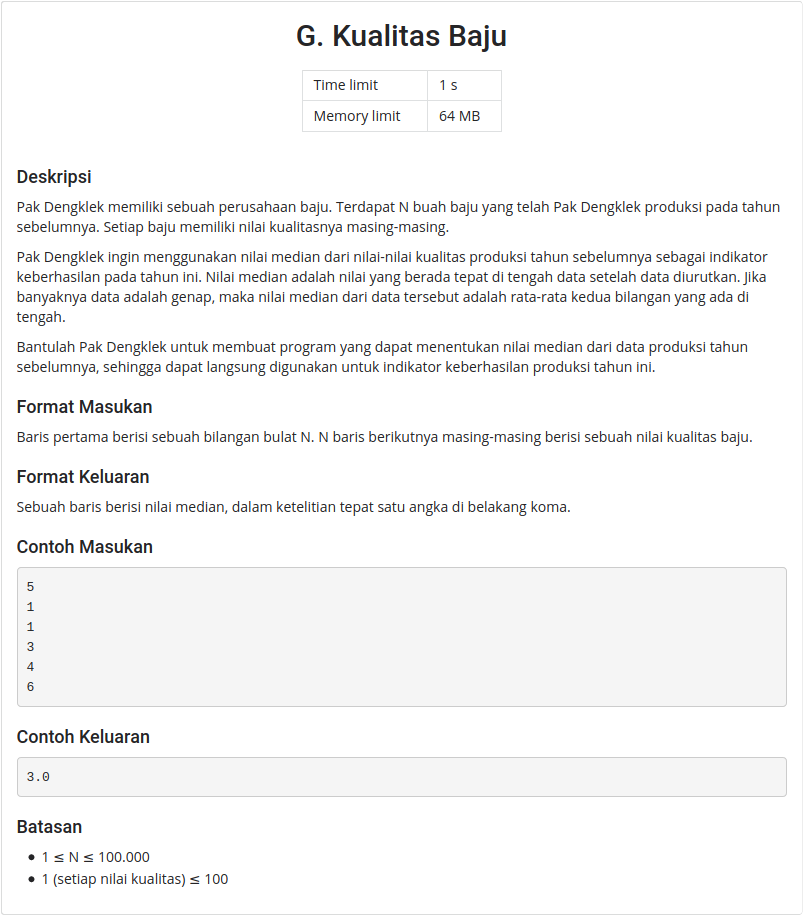 G. Kualitas Baju
Time limit 1 s
Memory limit 64 MB
Deskripsi
Pak Dengklek memiliki sebuah perusahaan baju. Terdapat N buah baju yang telah Pak Dengklek produksi pada tahun
sebelumnya. Setiap baju memiliki nilai kualitasnya masing-masing.
Pak Dengklek ingin menggunakan nilai median dari nilai-nilai kualitas produksi tahun sebelumnya sebagai indikator
keberhasilan pada tahun ini. Nilai median adalah nilai yang berada tepat di tengah data setelah data diurutkan. Jika
banyaknya data adalah genap, maka nilai median dari data tersebut adalah rata-rata kedua bilangan yang ada di
tengah.
Bantulah Pak Dengklek untuk membuat program yang dapat menentukan nilai median dari data produksi tahun
sebelumnya, sehingga dapat langsung digunakan untuk indikator keberhasilan produksi tahun ini.
Format Masukan
Baris pertama berisi sebuah bilangan bulat N. N baris berikutnya masing-masing berisi sebuah nilai kualitas baju.
Format Keluaran
Sebuah baris berisi nilai median, dalam ketelitian tepat satu angka di belakang koma.
Contoh Masukan
5
1
1
3
4
6
Contoh Keluaran
3.0
Batasan
• 1 ≤ N ≤ 100.000
• 1 (setiap nilai kualitas) ≤ 100